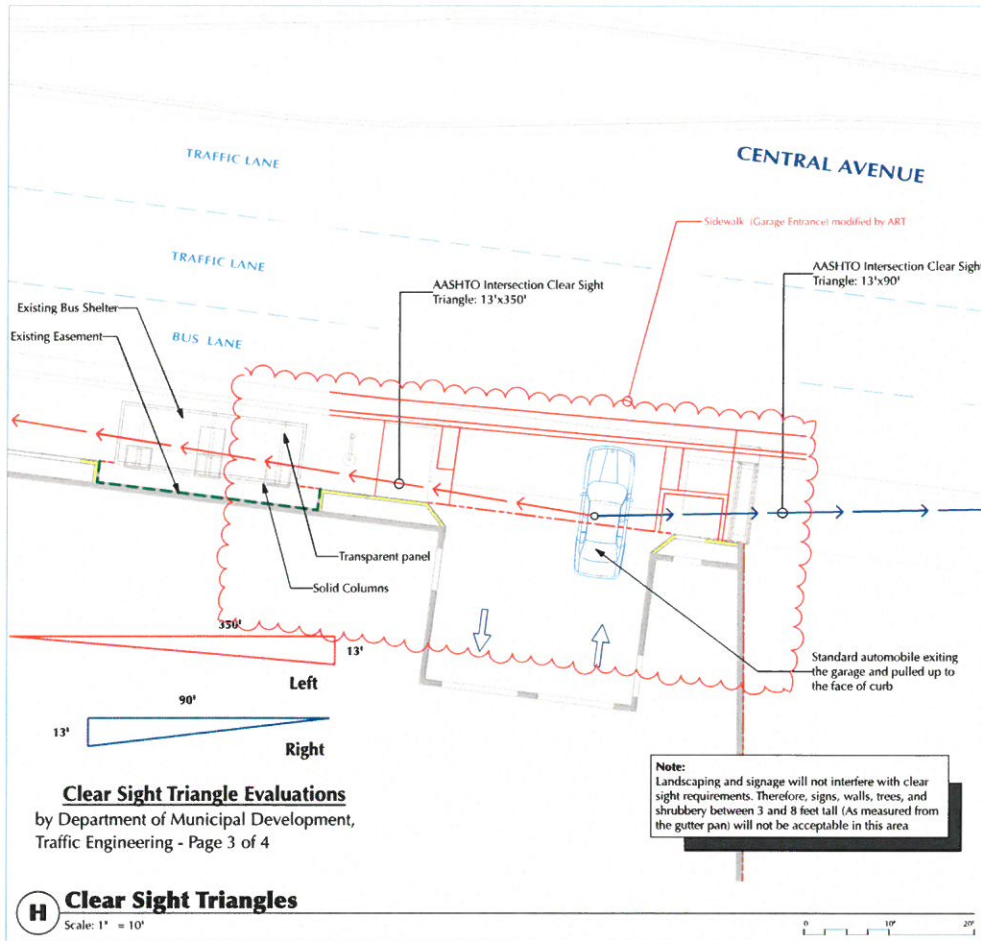 TRAFFIC LANE
CENTRAL AVENUE
Sidewalk (Garage Entrance) modified by ART
TRAFFIC LANE
AASHTO Intersection Clear Sight
Triangle: 13'x350'
AASHTO Intersection Clear Sight
Triangle: 13'x90'
Existing Bus Shelter
Existing Easement
BUS LANE
Transparent panel
Solid Columns
350'
13'
Left
90'
13'
Right
Standard automobile exiting
the garage and pulled up to
the face of curb
Note:
Landscaping and signage will not interfere with clear
sight requirements. Therefore, signs, walls, trees, and
shrubbery between 3 and 8 feet tall (As measured from
the gutter pan) will not be acceptable in this area
Clear Sight Triangle Evaluations
by Department of Municipal Development,
Traffic Engineering - Page 3 of 4
H
Clear Sight Triangles
Scale: 1" = 10'
0 10' 20'